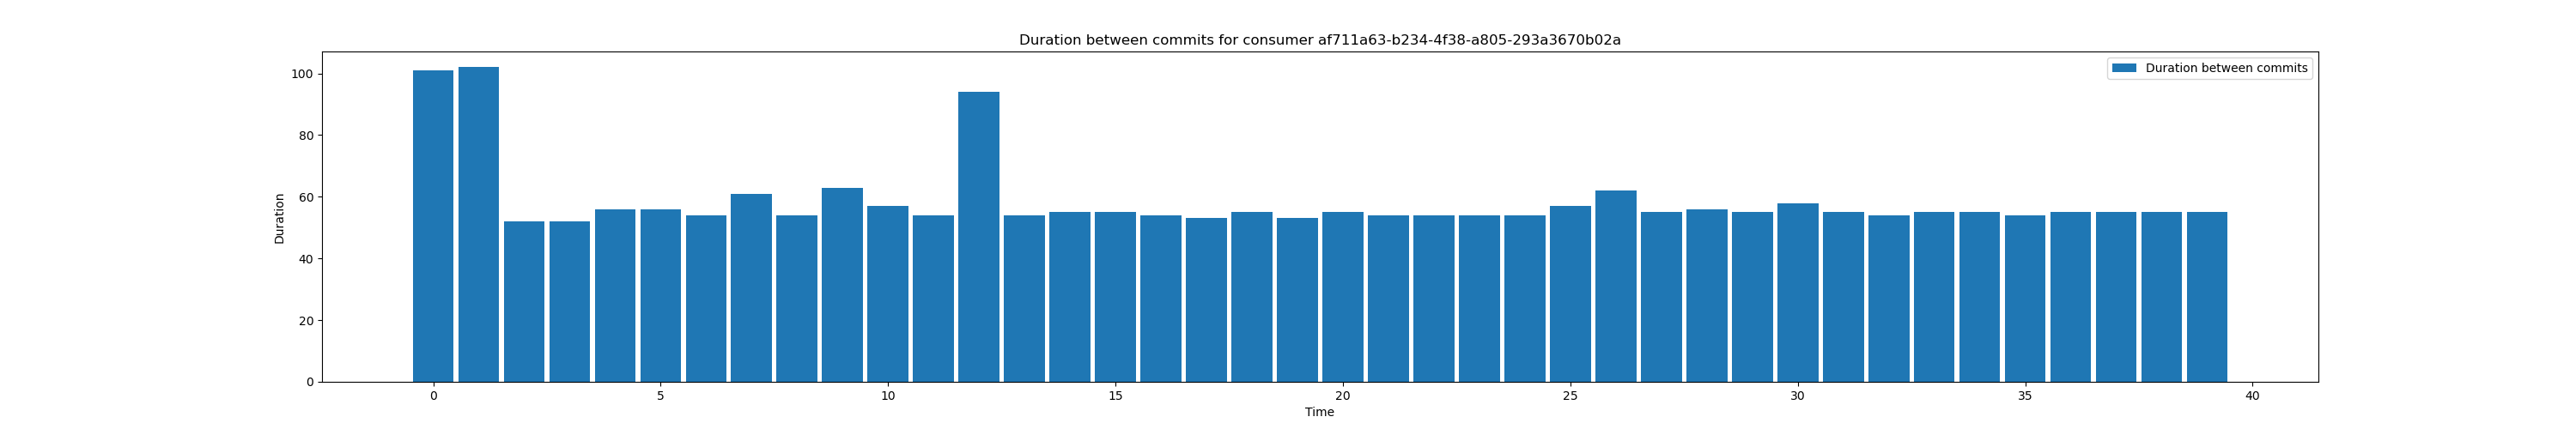 Duration between commits for consumer af711a63-b234-4f38-a805-293a3670b02a
Duration between commits
100
80
60
40
20
0
Duration
0 5 10 15 20 25 30 35 40
Time